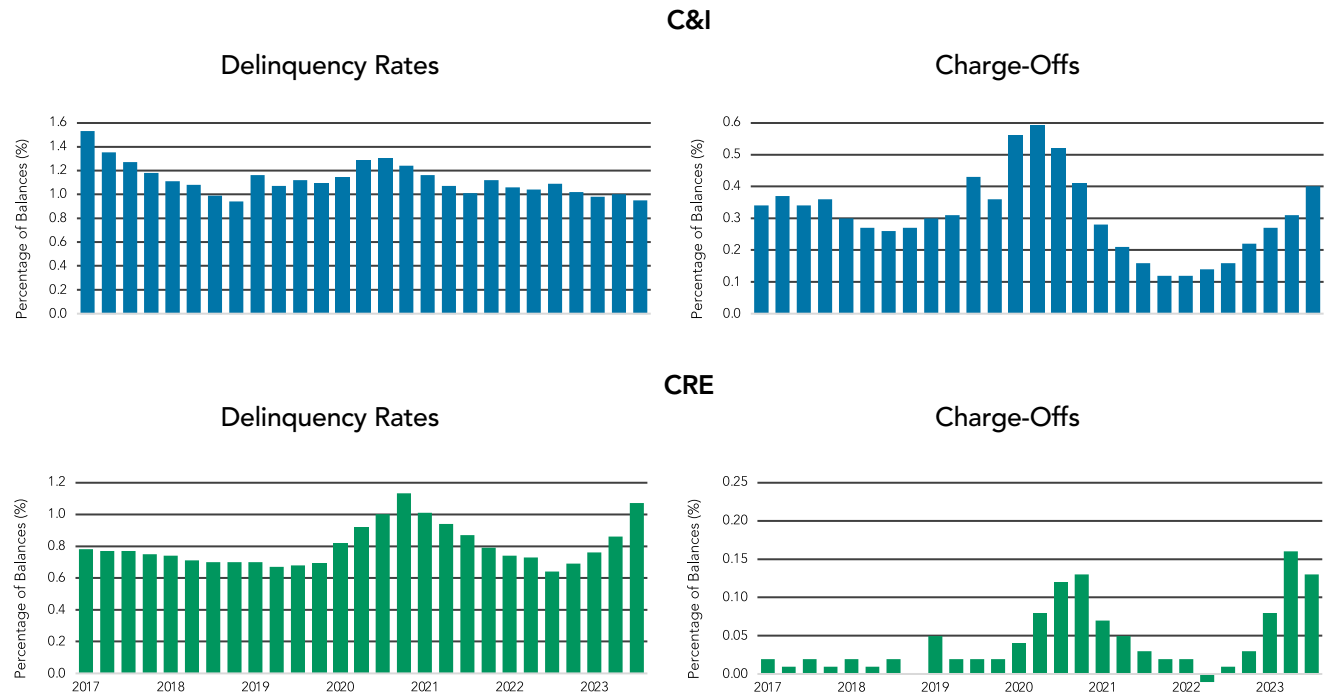 C&I
Delinquency Rates
Charge-Offs
Percentage of Balances (%)
1.6
1.4
1.2
1.0
0.8
0.6
0.4
0.2
0.0
Percentage of Balances (%)
0.6
0.5
0.4
0.3
0.2
0.1
0.0
CRE
Delinquency Rates
Charge-Offs
Percentage of Balances (%)
1.2
1.0
0.8
0.6
0.4
0.2
0.0
2017 2018 2019 2020 2021 2022 2023
Percentage of Balances (%)
0.25
0.20
0.15
0.10
0.05
0.00
2017 2018 2019 2020 2021 2022 2023